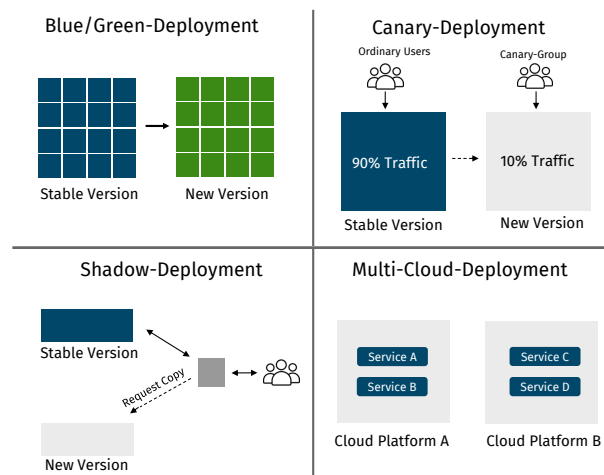 Blue/Green-Deployment
Stable Version
New Version
Canary-Deployment
Ordinary Users
Canary-Group
90% Traffic
10% Traffic
Stable Version
New Version
Shadow-Deployment
Stable Version
Request Copy
New Version
Multi-Cloud-Deployment
Service A
Service B
Service C
Service D
Cloud Platform A
Cloud Platform B